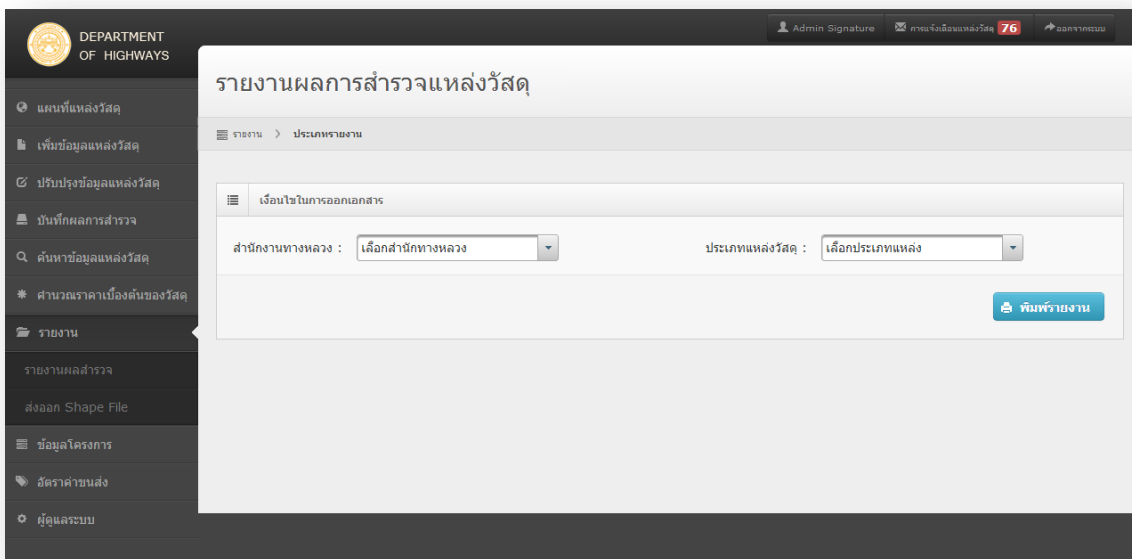 DEPARTMENT
OF HIGHWAYS
Admin Signature
การแจ้งเตือนแหล่งวัสดุ 76
ออกจากระบบ
รายงานผลการสำรวจแหล่งวัสดุ
รายงาน > ประเภทรายงาน
แผนที่แหล่งวัสดุ
เพิ่มข้อมูลแหล่งวัสดุ
ปรับปรุงข้อมูลแหล่งวัสดุ
บันทึกผลการสำรวจ
ค้นหาข้อมูลแหล่งวัสดุ
คำนวณราคาเบื้องต้นของวัสดุ
รายงาน
รายงานผลสำรวจ
ส่งออก Shape File
ข้อมูลโครงการ
อัตราค่าขนส่ง
ผู้ดูแลระบบ
เงื่อนไขในการออกเอกสาร
สำนักงานทางหลวง : เลือกสำนักทางหลวง
ประเภทแหล่งวัสดุ : เลือกประเภทแหล่ง
พิมพ์รายงาน